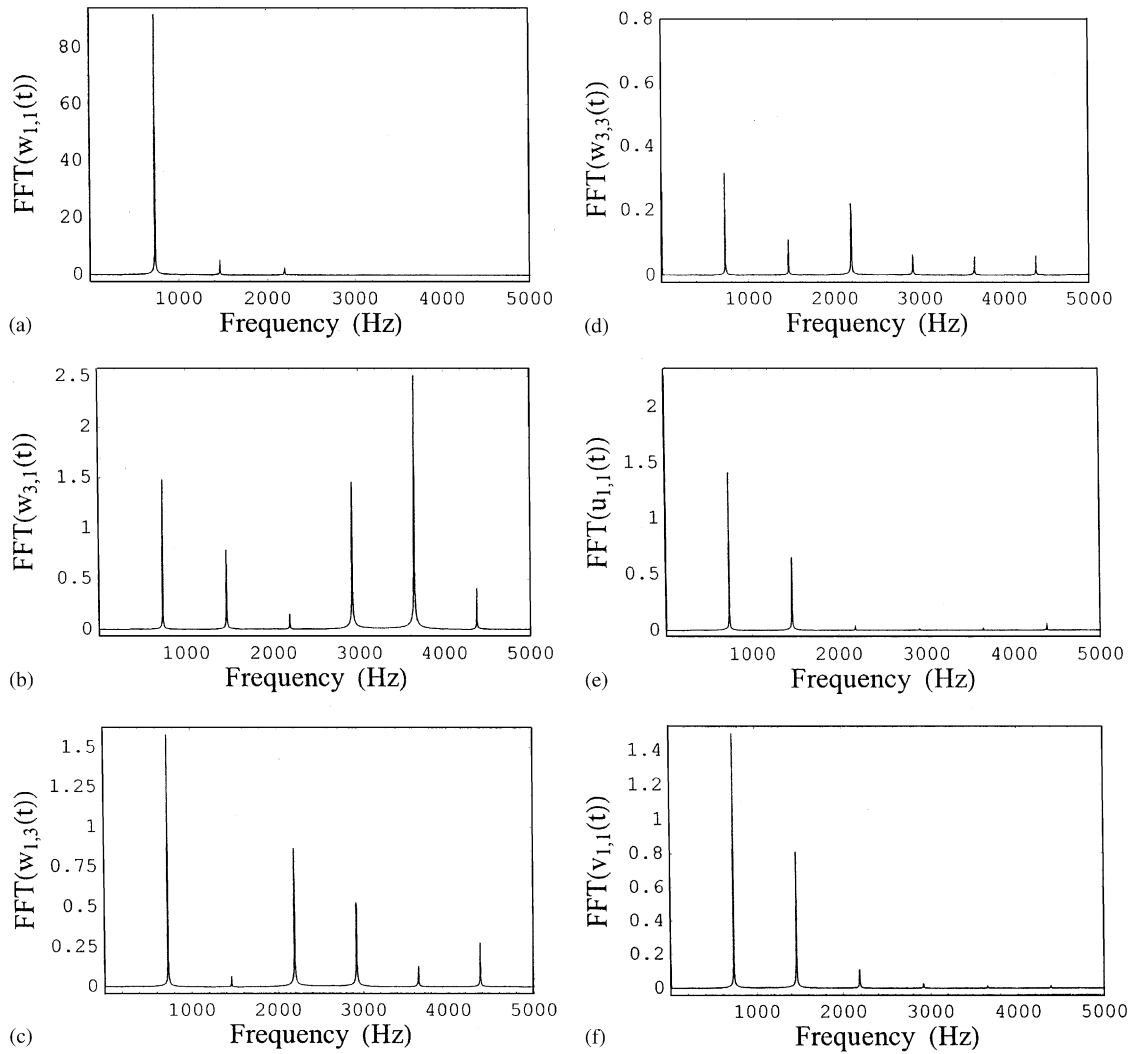 FFT(w1,1(t))
80
60
40
20
0
1000 2000 3000 4000 5000
Frequency (Hz)
(a)
FFT(w3,3(t))
0.8
0.6
0.4
0.2
0
1000 2000 3000 4000 5000
Frequency (Hz)
(d)
FFT(w3,1(t))
2.5
2
1.5
1
0.5
0
1000 2000 3000 4000 5000
Frequency (Hz)
(b)
FFT(u1,1(t))
2
1.5
1
0.5
0
1000 2000 3000 4000 5000
Frequency (Hz)
(e)
FFT(w1,3(t))
1.5
1.25
1
0.75
0.5
0.25
0
1000 2000 3000 4000 5000
Frequency (Hz)
(c)
FFT(v1,1(t))
1.4
1.2
1
0.8
0.6
0.4
0.2
0
1000 2000 3000 4000 5000
Frequency (Hz)
(f)